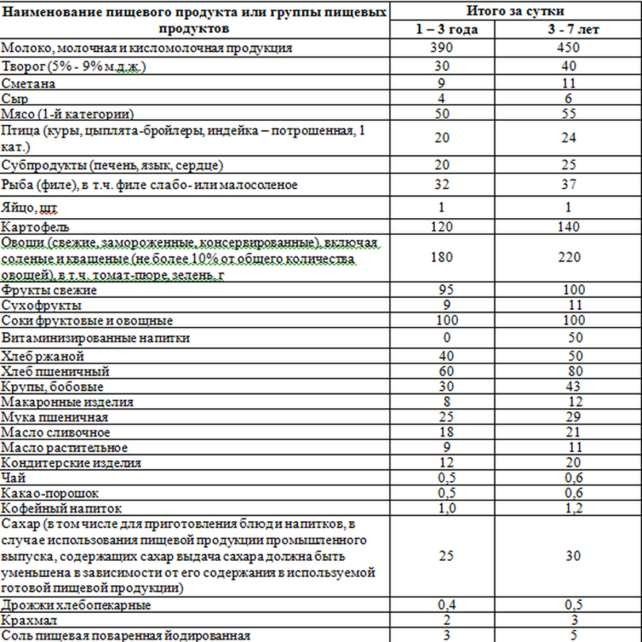 Наименование пищевого продукта или группы пищевых продуктов Итого за сутки
1 – 3 года 3 - 7 лет
Молоко, молочная и кисломолочная продукция 390 450
Творог (5% - 9% м.д.ж.) 30 40
Сметана 9 11
Сыр 4 6
Мясо (1-й категории) 50 55
Птица (куры, цыплята-бройлеры, индейка – потрошенная, 1
кат.) 20 24
Субпродукты (печень, язык, сердце) 20 25
Рыба (филе), в т.ч. филе слабо- или малосоленое 32 37
Яйцо, шт 1 1
Картофель 120 140
Овощи (свежие, замороженные, консервированные), включая
соленые и квашеные (не более 10% от общего количества 180 220
овощей), в т.ч. томат-пюре, зелень, г
Фрукты свежие 95 100
Сухофрукты 9 11
Соки фруктовые и овощные 100 100
Витаминизированные напитки 0 50
Хлеб ржаной 40 50
Хлеб пшеничный 60 80
Крупы, бобовые 30 43
Макаронные изделия 8 12
Мука пшеничная 25 29
Масло сливочное 18 21
Масло растительное 9 11
Кондитерские изделия 12 20
Чай 0,5 0,6
Какао-порошок 0,5 0,6
Кофейный напиток 1,0 1,2
Сахар (в том числе для приготовления блюд и напитков, в
случае использования пищевой продукции промышленного
выпуска, содержащих сахар выдача сахара должна быть 25 30
уменьшена в зависимости от его содержания в используемой
готовой пищевой продукции)
Дрожжи хлебопекарные 0,4 0,5
Крахмал 2 3
Соль пищевая поваренная йодированная 3 5